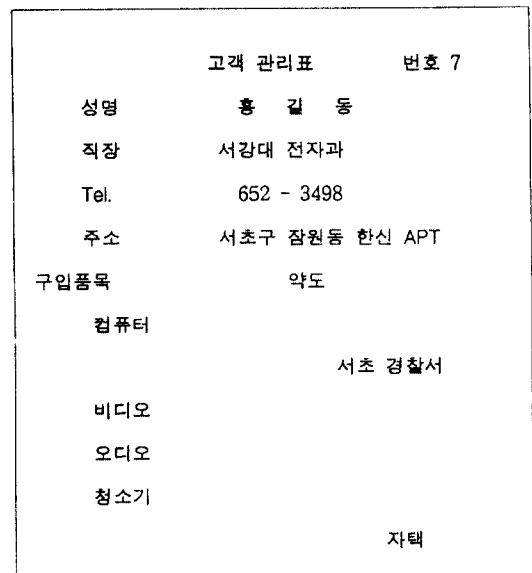 고객 관리표 번호 7
성명 홍 길 동
직장 서강대 전자과
Tel. 652 - 3498
주소 서초구 잠원동 한신 APT
구입품목 약도
컴퓨터
서초 경찰서
비디오
오디오
청소기
자택